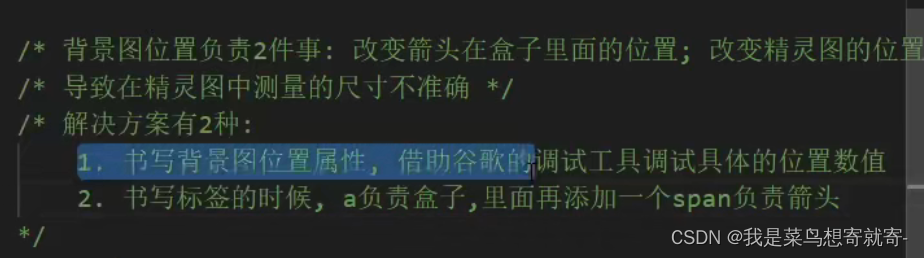 /* 背景图位置负责2件事: 改变箭头在盒子里面的位置; 改变精灵图的位置
/* 导致在精灵图中测量的尺寸不准确 */
/* 解决方案有2种:
1. 书写背景图位置属性, 借助谷歌的调试工具调试具体的位置数值
2. 书写标签的时候, a负责盒子,里面再添加一个span负责箭头
*/
CSDN @我是菜鸟想寄就寄-